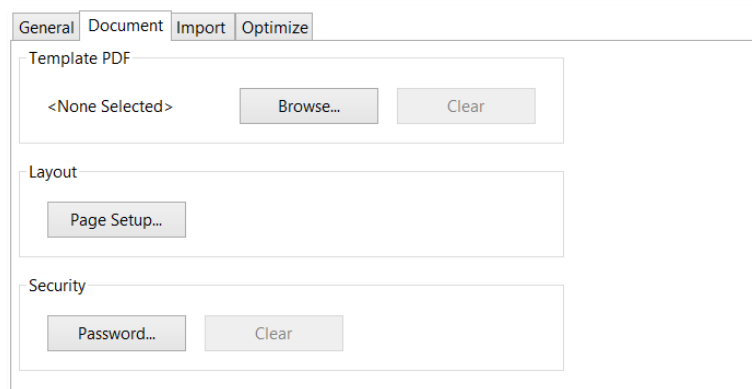 General Document Import Optimize
Template PDF
<None Selected> Browse... Clear
Layout
Page Setup...
Security
Password... Clear